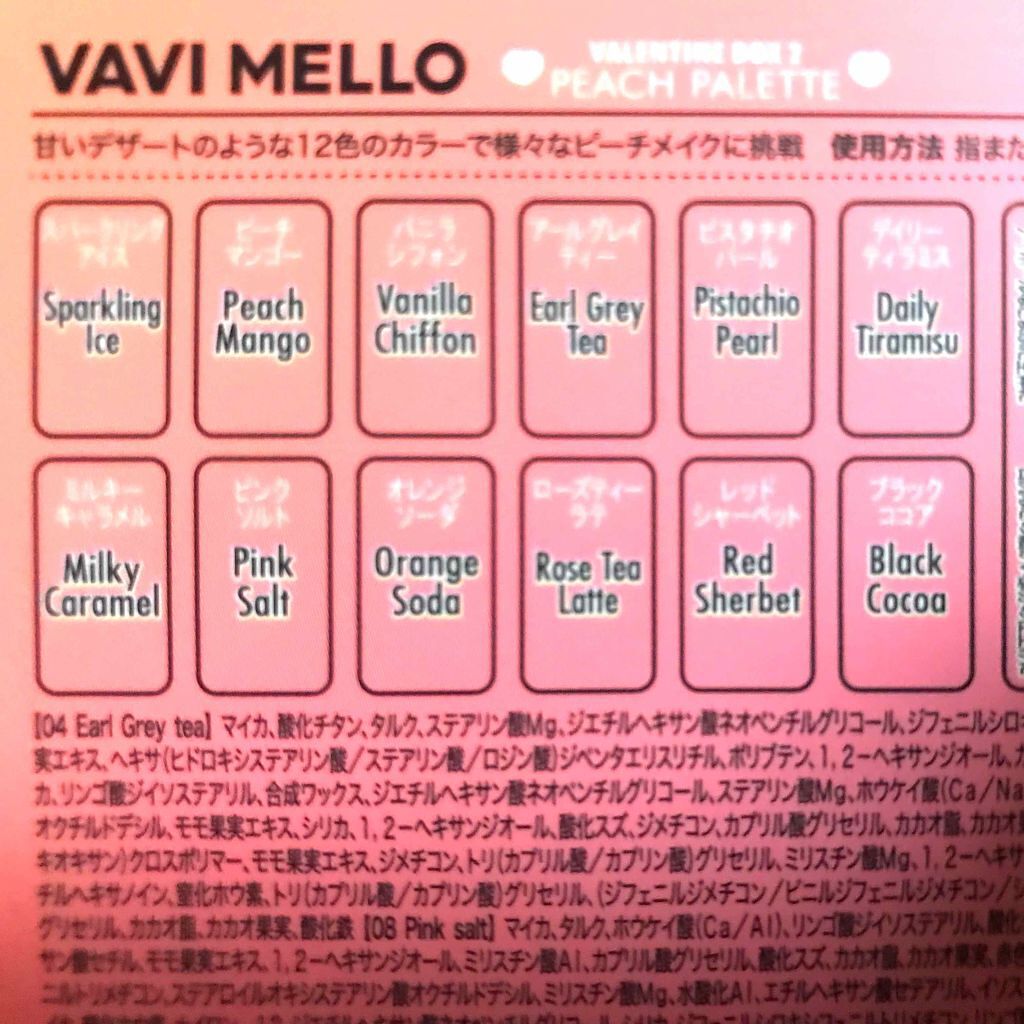 VAVI MELLO
VALENTINE BOX 2
PEACH PALETTE
甘いデザートのような12色のカラーで様々なピーチメイクに挑戦 使用方法 指また
スパークリング
アイス
Sparkling
Ice
ピーチ
マンゴー
Peach
Mango
バニラ
シフォン
Vanilla
Chiffon
アールグレイ
ティー
Earl Grey
Tea
ピスタチオ
パール
Pistachio
Pearl
デイリー
ティラミス
Daily
Tiramisu
ミルキー
キャラメル
Milky
Caramel
ピンク
ソルト
Pink
Salt
オレンジ
ソーダ
Orange
Soda
ローズティー
ラテ
Rose Tea
Latte
レッド
シャーベット
Red
Sherbet
ブラック
ココア
Black
Cocoa
【04 Earl Grey tea】マイカ、酸化チタン、タルク、ステアリン酸Mg、ジエチルヘキサン酸ネオペンチルグリコール、ジフェニルシロ
実エキス、ヘキサ(ヒドロキシステアリン酸/ステアリン酸/ロジン酸)ジペンタエリスリチル、ポリブテン、1,2-ヘキサンジオール、カ
カ、リンゴ酸ジイソステアリル、合成ワックス、ジエチルヘキサン酸ネオペンチルグリコール、ステアリン酸Mg、ホウケイ酸(Ca/Na
オクチルドデシル、モモ果実エキス、シリカ、1,2-ヘキサンジオール、酸化スズ、ジメチコン、カプリル酸グリセリル、カカオ脂、カカオ
キオキサン)クロスポリマー、モモ果実エキス、ジメチコン、トリ(カプリル酸/カプリン酸)グリセリル、ミリスチン酸Mg、1,2-ヘキサ
チルヘキサノイン、窒化ホウ素、トリ(カプリル酸/カプリン酸)グリセリル、(ジフェニルジメチコン/ビニルジフェニルジメチコン/シ
グリセリル、カカオ脂、カカオ果実、酸化鉄【08 Pink salt】マイカ、タルク、ホウケイ酸(Ca/Al)、リンゴ酸ジイソステアリル、酸化
サン酸セチル、モモ果実エキス、1,2-ヘキサンジオール、ミリスチン酸Al、カプリル酸グリセリル、酸化スズ、カカオ脂、カカオ果実、赤色
ニルトリメチコン、ステアロイルオキシステアリン酸オクチルドデシル、ミリスチン酸Mg、水酸化Al、エチルヘキサン酸セテアリル、イソス